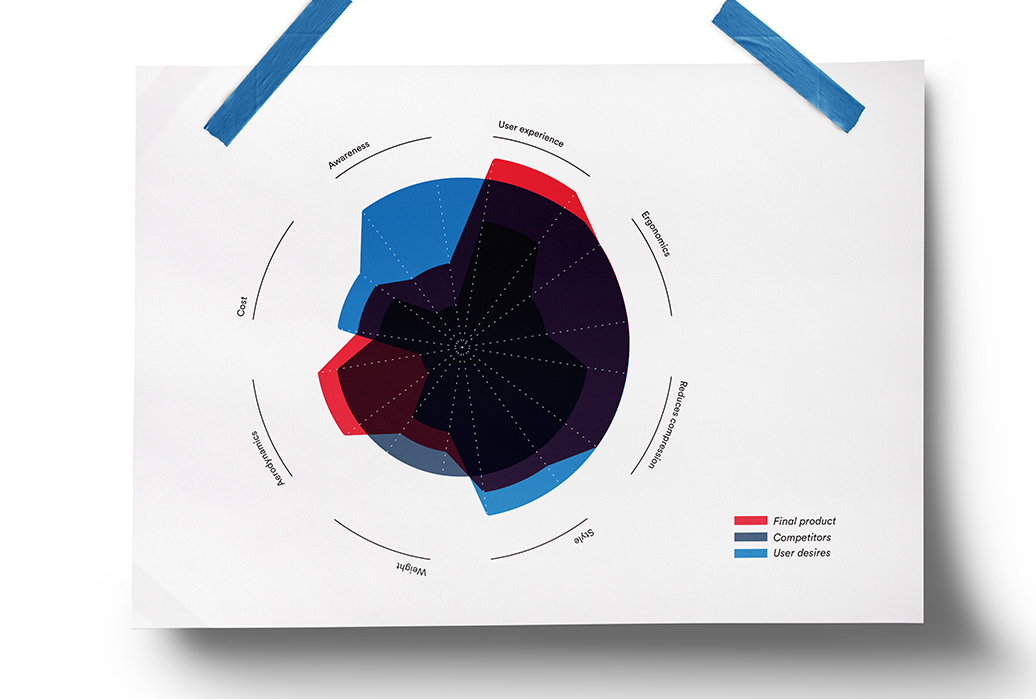 Awareness
User experience
Ergonomics
Reduces compression
Style
Weight
Aerodynamics
Cost
Final product
Competitors
User desires